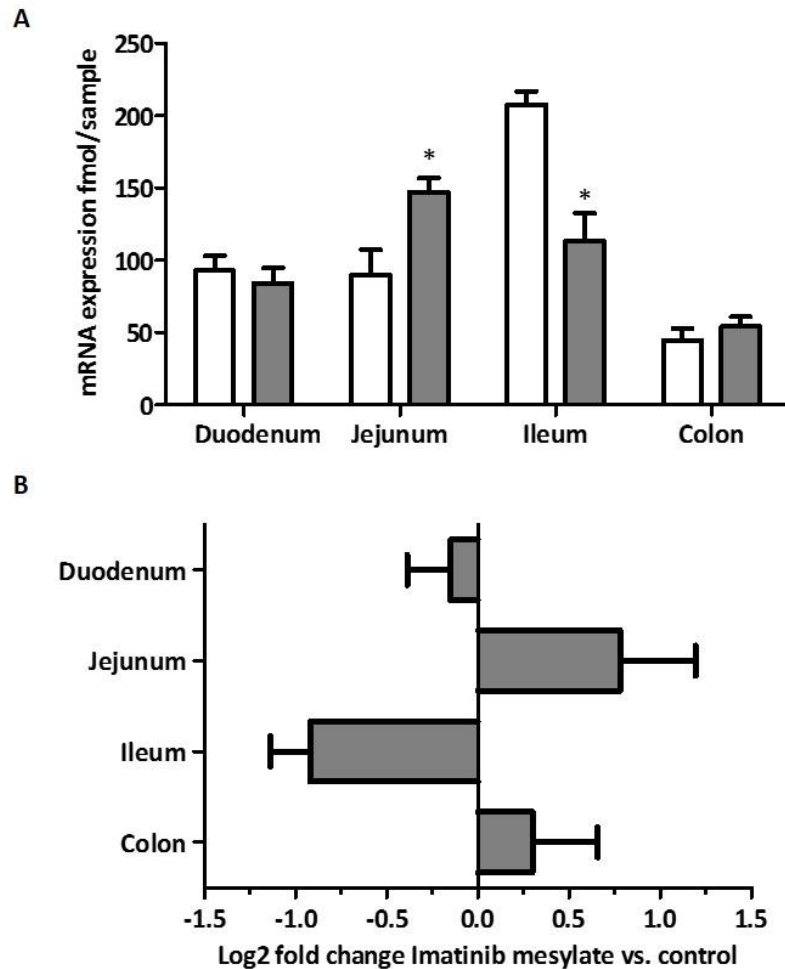 A
mRNA expression fmol/sample
250
200
150
100
50
0
*
*
Duodenum Jejunum Ileum Colon
B
Duodenum
Jejunum
Ileum
Colon
-1.5 -1.0 -0.5 0.0 0.5 1.0 1.5
Log2 fold change Imatinib mesylate vs. control